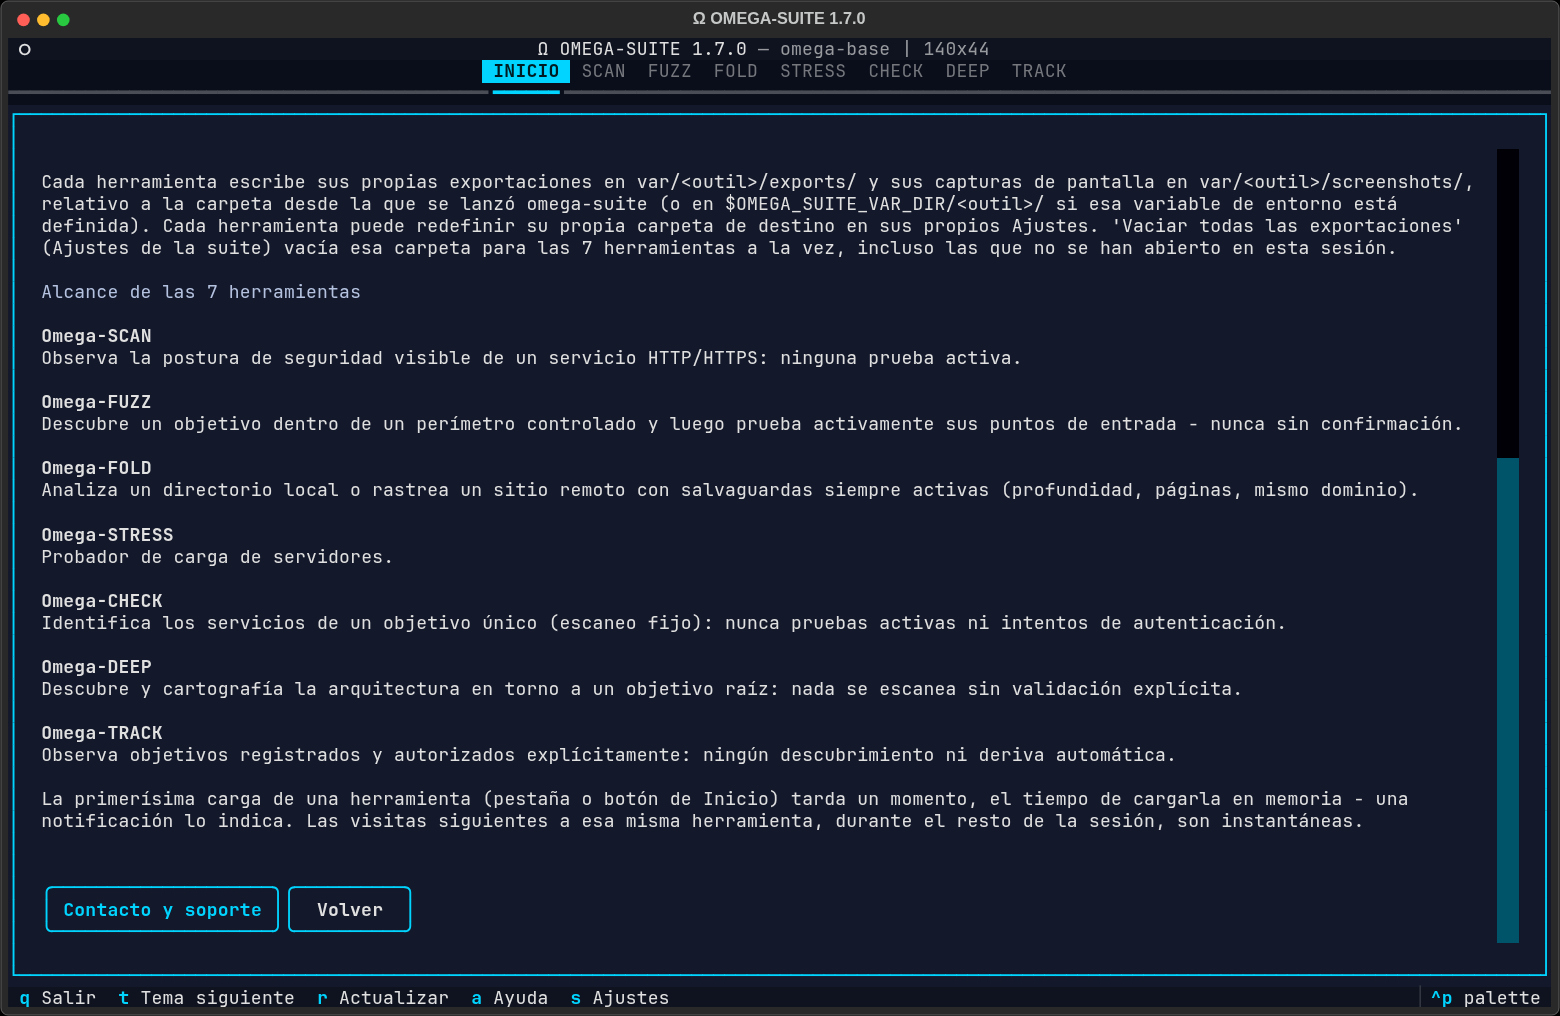 Ω OMEGA-SUITE 1.7.0
Ω OMEGA-SUITE 1.7.0 — omega-base | 140x44
INICIO SCAN FUZZ FOLD STRESS CHECK DEEP TRACK
Cada herramienta escribe sus propias exportaciones en var/<outil>/exports/ y sus capturas de pantalla en var/<outil>/screenshots/,
relativo a la carpeta desde la que se lanzó omega-suite (o en $OMEGA_SUITE_VAR_DIR/<outil>/ si esa variable de entorno está
definida). Cada herramienta puede redefinir su propia carpeta de destino en sus propios Ajustes. 'Vaciar todas las exportaciones'
(Ajustes de la suite) vacía esa carpeta para las 7 herramientas a la vez, incluso las que no se han abierto en esta sesión.
Alcance de las 7 herramientas
Omega-SCAN
Observa la postura de seguridad visible de un servicio HTTP/HTTPS: ninguna prueba activa.
Omega-FUZZ
Descubre un objetivo dentro de un perímetro controlado y luego prueba activamente sus puntos de entrada - nunca sin confirmación.
Omega-FOLD
Analiza un directorio local o rastrea un sitio remoto con salvaguardas siempre activas (profundidad, páginas, mismo dominio).
Omega-STRESS
Probador de carga de servidores.
Omega-CHECK
Identifica los servicios de un objetivo único (escaneo fijo): nunca pruebas activas ni intentos de autenticación.
Omega-DEEP
Descubre y cartografía la arquitectura en torno a un objetivo raíz: nada se escanea sin validación explícita.
Omega-TRACK
Observa objetivos registrados y autorizados explícitamente: ningún descubrimiento ni deriva automática.
La primerísima carga de una herramienta (pestaña o botón de Inicio) tarda un momento, el tiempo de cargarla en memoria - una
notificación lo indica. Las visitas siguientes a esa misma herramienta, durante el resto de la sesión, son instantáneas.
Contacto y soporte Volver
q Salir t Tema siguiente r Actualizar a Ayuda s Ajustes ^p palette